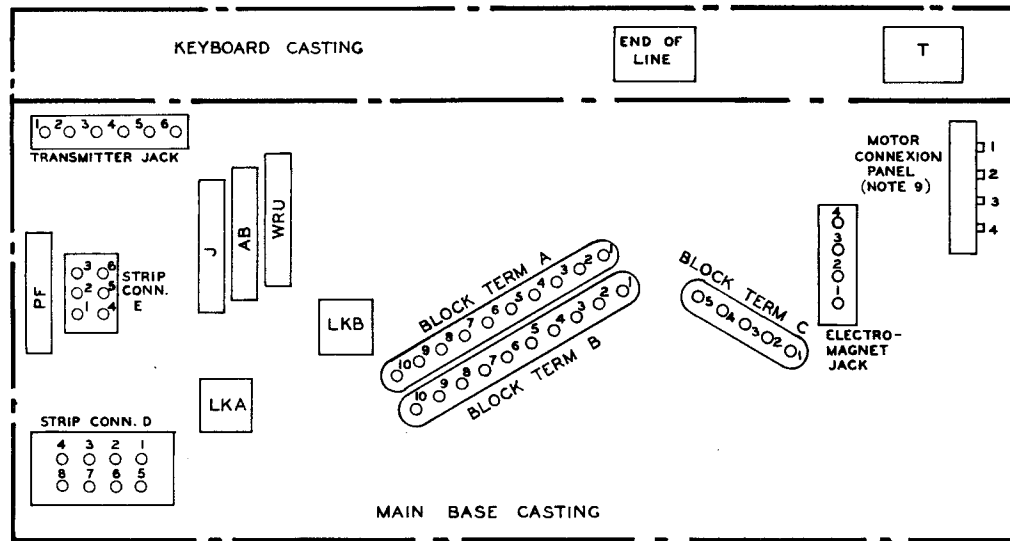 KEYBOARD CASTING
END OF
LINE
T
1 2 3 4 5 6
TRANSMITTER JACK
MOTOR
CONNEXION
PANEL
(NOTE 9)
1
2
3
4
J
AB
WRU
PF
3 6
2 5
1 4
STRIP
CONN.
E
LKB
LKA
BLOCK TERM A
10 9 8 7 6 5 4 3 2 1
10 9 8 7 6 5 4 3 2 1
BLOCK TERM B
BLOCK TERM C
5 4 3 2 1
4
3
2
1
ELECTRO-
MAGNET
JACK
STRIP CONN. D
4 3 2 1
8 7 6 5
MAIN BASE CASTING